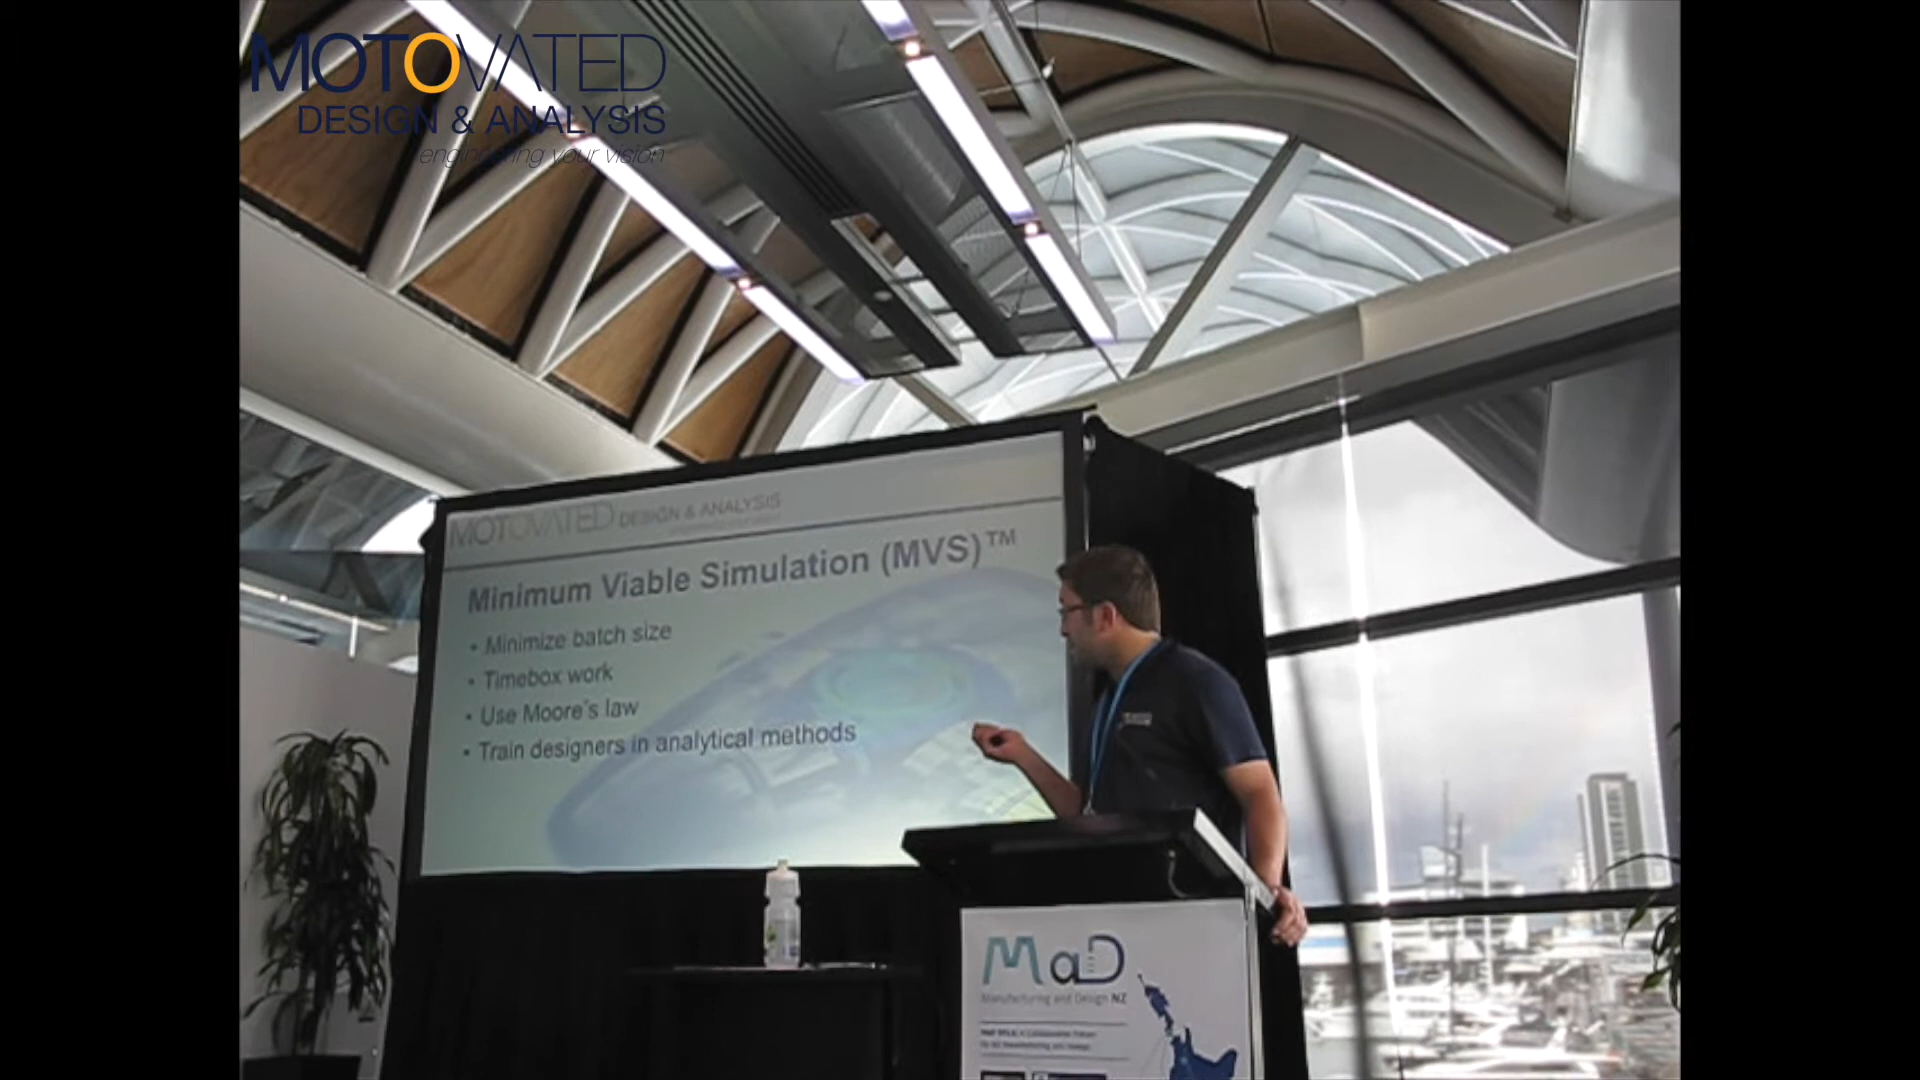 MOTOVATED
DESIGN & ANALYSIS
engineering your vision
MOTOVATED DESIGN & ANALYSIS
Minimum Viable Simulation (MVS)™
• Minimize batch size
• Timebox work
• Use Moore's law
• Train designers in analytical methods
MaD
Manufacturing and Design NZ